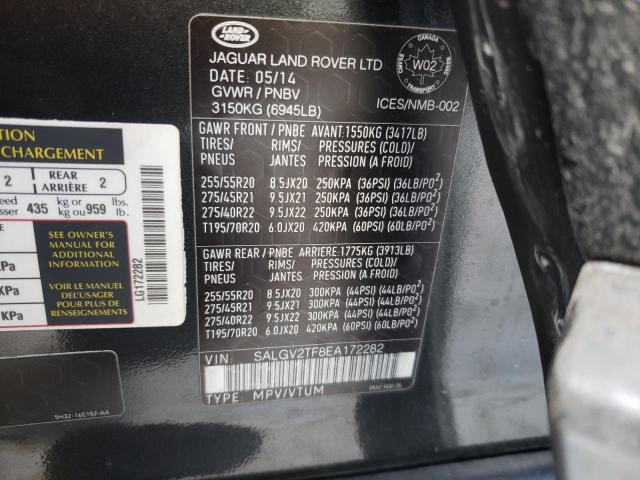 LAND
ROVER
JAGUAR LAND ROVER LTD
DATE: 05/14
GVWR / PNBV
3150KG (6945LB)
CANADA
W02
TRANSPORT
ICES/NMB-002
GAWR FRONT / PNBE AVANT:1550KG (3417LB)
TIRES/ RIMS/ PRESSURES (COLD)/
PNEUS JANTES PRESSION (A FROID)
255/55R20 8.5JX20 250KPA (36PSI) (36LB/PO²)
275/45R21 9.5JX21 250KPA (36PSI) (36LB/PO²)
275/40R22 9.5JX22 250KPA (36PSI) (36LB/PO²)
T195/70R20 6.0JX20 420KPA (60PSI) (60LB/PO²)
GAWR REAR / PNBE ARRIERE:1775KG (3913LB)
TIRES/ RIMS/ PRESSURES (COLD)/
PNEUS JANTES PRESSION (A FROID)
255/55R20 8.5JX20 300KPA (44PSI) (44LB/PO²)
275/45R21 9.5JX21 300KPA (44PSI) (44LB/PO²)
275/40R22 9.5JX22 300KPA (44PSI) (44LB/PO²)
T195/70R20 6.0JX20 420KPA (60PSI) (60LB/PO²)
VIN: SALGV2TF8EA172282
TYPE: MPV/VTUM
TION
CHARGEMENT
2 REAR
ARRIÈRE 2
435 kg or
kg ou 959 lbs.
lb.
SEE OWNER'S
MANUAL FOR
ADDITIONAL
INFORMATION
VOIR LE MANUEL
DE L'USAGER
POUR PLUS DE
RENSEIGNEMENTS
KPa
KPa
LG172282
5H32-16E152-AA